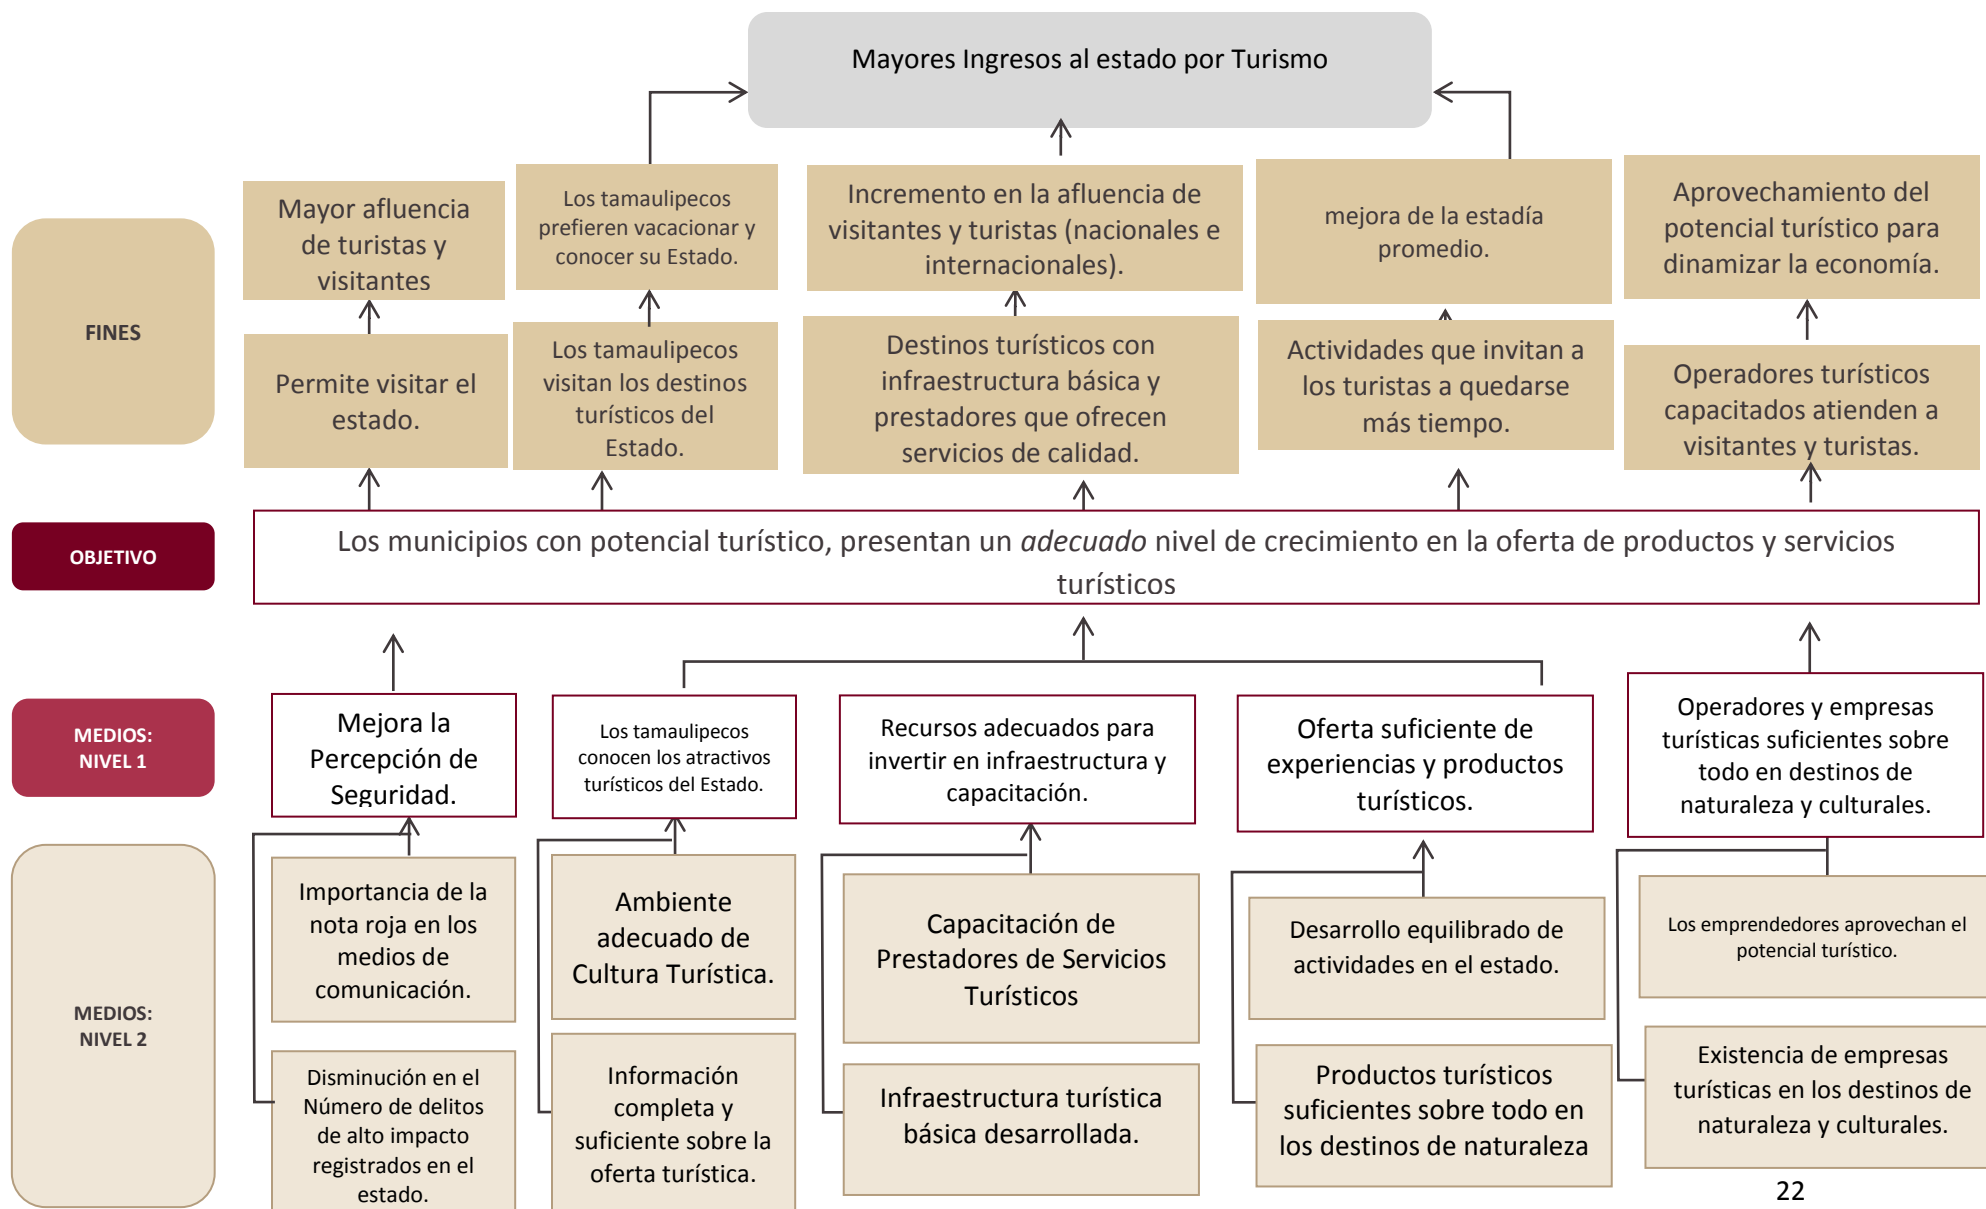 Mayores Ingresos al estado por Turismo
FINES
Mayor afluencia
de turistas y
visitantes
Los tamaulipecos
prefieren vacacionar y
conocer su Estado.
Incremento en la afluencia de
visitantes y turistas (nacionales e
internacionales).
mejora de la estadía
promedio.
Aprovechamiento del
potencial turístico para
dinamizar la economía.
Permite visitar el
estado.
Los tamaulipecos
visitan los destinos
turísticos del
Estado.
Destinos turísticos con
infraestructura básica y
prestadores que ofrecen
servicios de calidad.
Actividades que invitan a
los turistas a quedarse
más tiempo.
Operadores turísticos
capacitados atienden a
visitantes y turistas.
OBJETIVO
Los municipios con potencial turístico, presentan un adecuado nivel de crecimiento en la oferta de productos y servicios
turísticos
MEDIOS:
NIVEL 1
Mejora la
Percepción de
Seguridad.
Los tamaulipecos
conocen los atractivos
turísticos del Estado.
Recursos adecuados para
invertir en infraestructura y
capacitación.
Oferta suficiente de
experiencias y productos
turísticos.
Operadores y empresas
turísticas suficientes sobre
todo en destinos de
naturaleza y culturales.
MEDIOS:
NIVEL 2
Importancia de la
nota roja en los
medios de
comunicación.
Ambiente
adecuado de
Cultura Turística.
Capacitación de
Prestadores de Servicios
Turísticos
Desarrollo equilibrado de
actividades en el estado.
Los emprendedores aprovechan el
potencial turístico.
Disminución en el
Número de delitos
de alto impacto
registrados en el
estado.
Información
completa y
suficiente sobre la
oferta turística.
Infraestructura turística
básica desarrollada.
Productos turísticos
suficientes sobre todo en
los destinos de naturaleza
Existencia de empresas
turísticas en los destinos de
naturaleza y culturales.
22